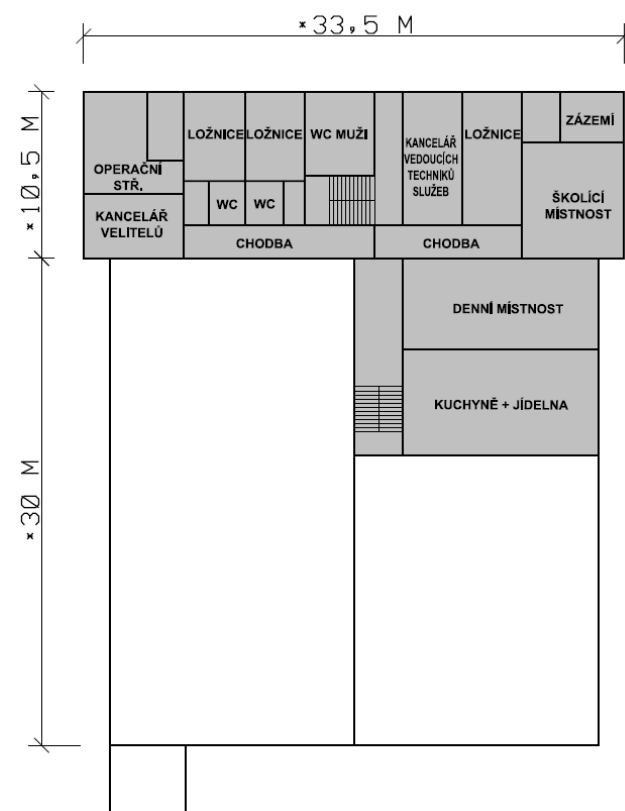 *33,5 M
*10,5 M
LOŽNICE
LOŽNICE
WC MUŽI
KANCELÁŘ
VEDOUCÍCH
TECHNIKŮ
SLUŽEB
LOŽNICE
ZÁZEMÍ
OPERAČNÍ
STŘ.
KANCELÁŘ
VELITELŮ
WC
WC
ŠKOLÍCÍ
MÍSTNOST
CHODBA
CHODBA
DENNÍ MÍSTNOST
KUCHYNĚ + JÍDELNA
*30 M